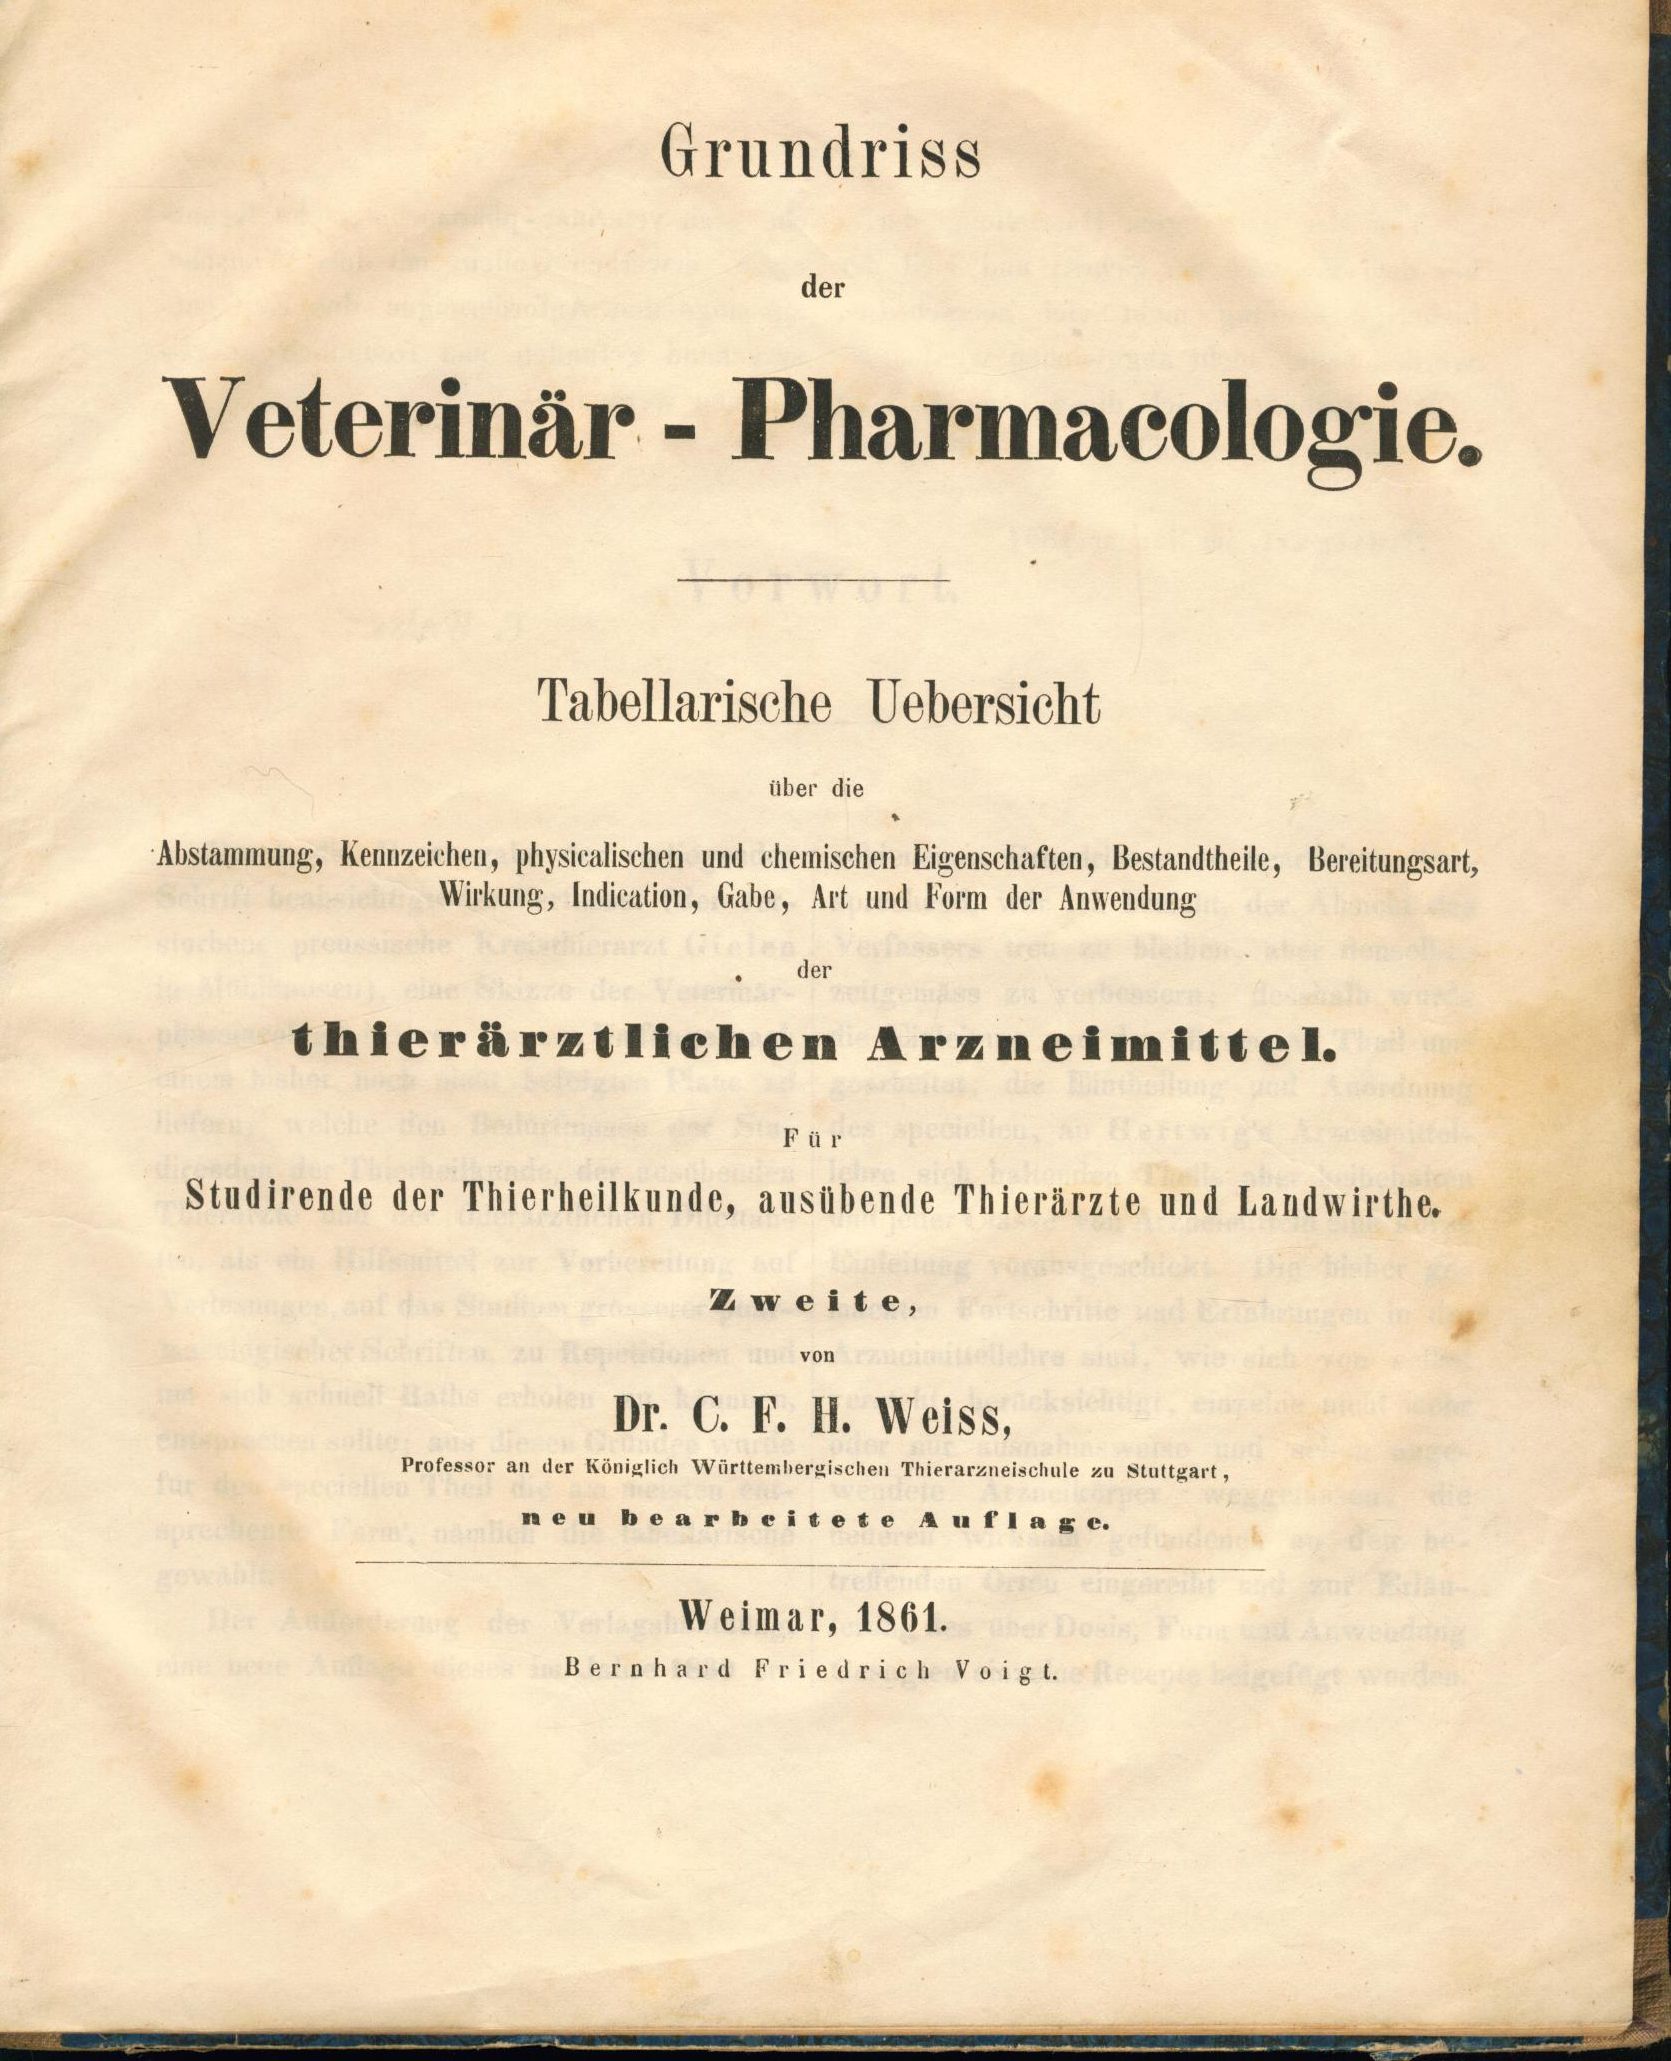 Grundriss
der
Veterinär - Pharmacologie.
Tabellarische Uebersicht
über die
Abstammung, Kennzeichen, physicalischen und chemischen Eigenschaften, Bestandtheile, Bereitungsart,
Wirkung, Indication, Gabe, Art und Form der Anwendung
der
thierärztlichen Arzneimittel.
Für
Studirende der Thierheilkunde, ausübende Thierärzte und Landwirthe.
Zweite,
von
Dr. C. F. H. Weiss,
Professor an der Königlich Württembergischen Thierarzneischule zu Stuttgart,
neu bearbeitete Auflage.
Weimar, 1861.
Bernhard Friedrich Voigt.